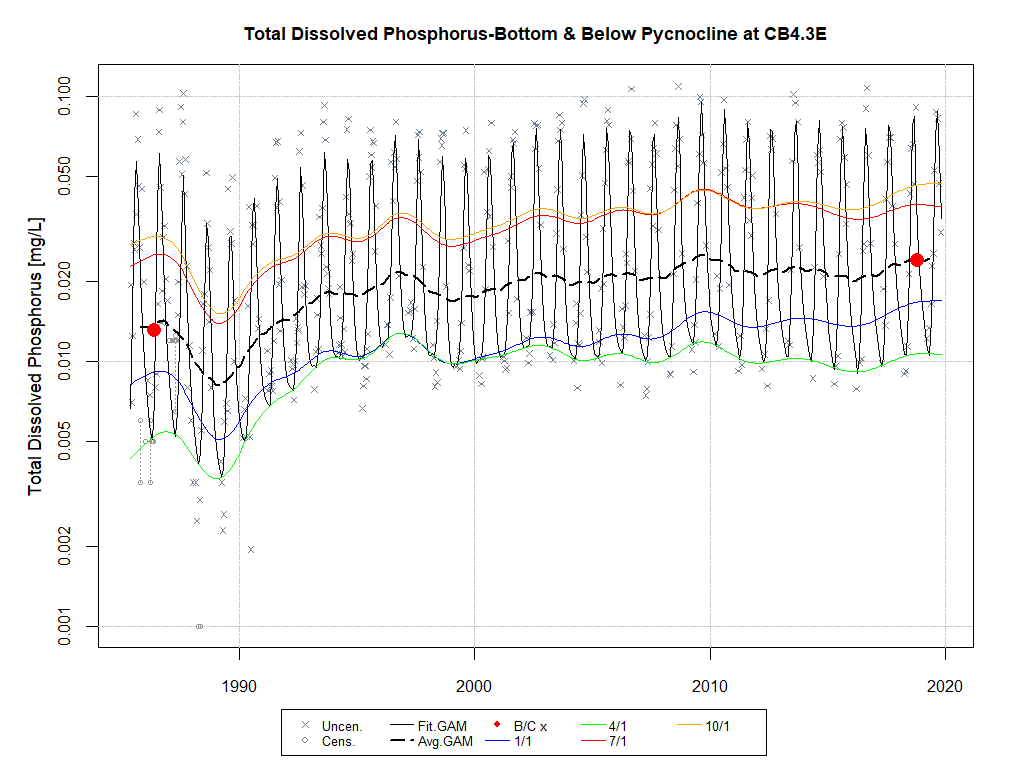 Total Dissolved Phosphorus-Bottom & Below Pycnocline at CB4.3E
Total Dissolved Phosphorus [mg/L]
0.100
0.050
0.020
0.010
0.005
0.002
0.001
1990 2000 2010 2020
Uncen. Fit.GAM B/C x 4/1 10/1
Cens. Avg.GAM 1/1 7/1